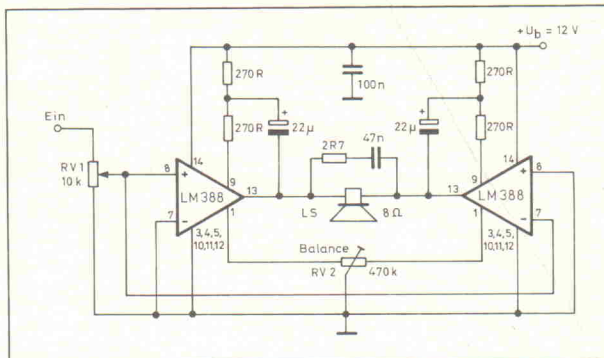 +Ub = 12 V
270R
100n
270R
Ein
270R
22µ
+
2R7
47n
22µ
+
270R
RV1
10k
8
+
14
9
LM388
13
7
-
1
3,4,5,
10,11,12
LS
8Ω
13
14
9
+
6
LM388
-
7
1
3,4,5,
10,11,12
Balance
RV2
470k